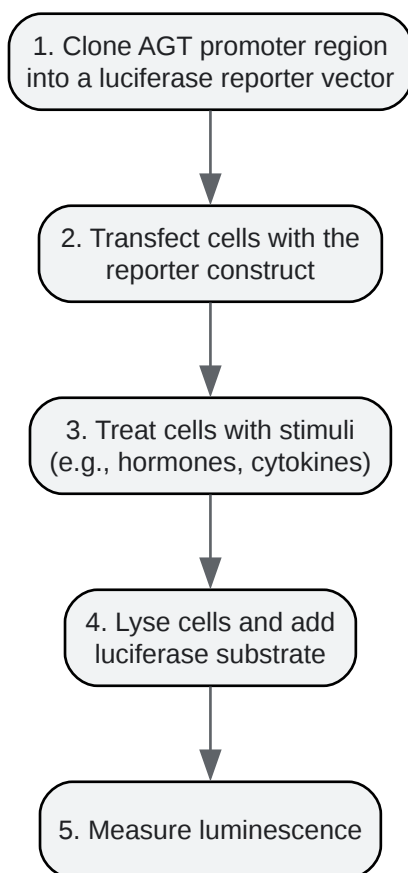 1. Clone AGT promoter region
into a luciferase reporter vector
2. Transfect cells with the
reporter construct
3. Treat cells with stimuli
(e.g., hormones, cytokines)
4. Lyse cells and add
luciferase substrate
5. Measure luminescence